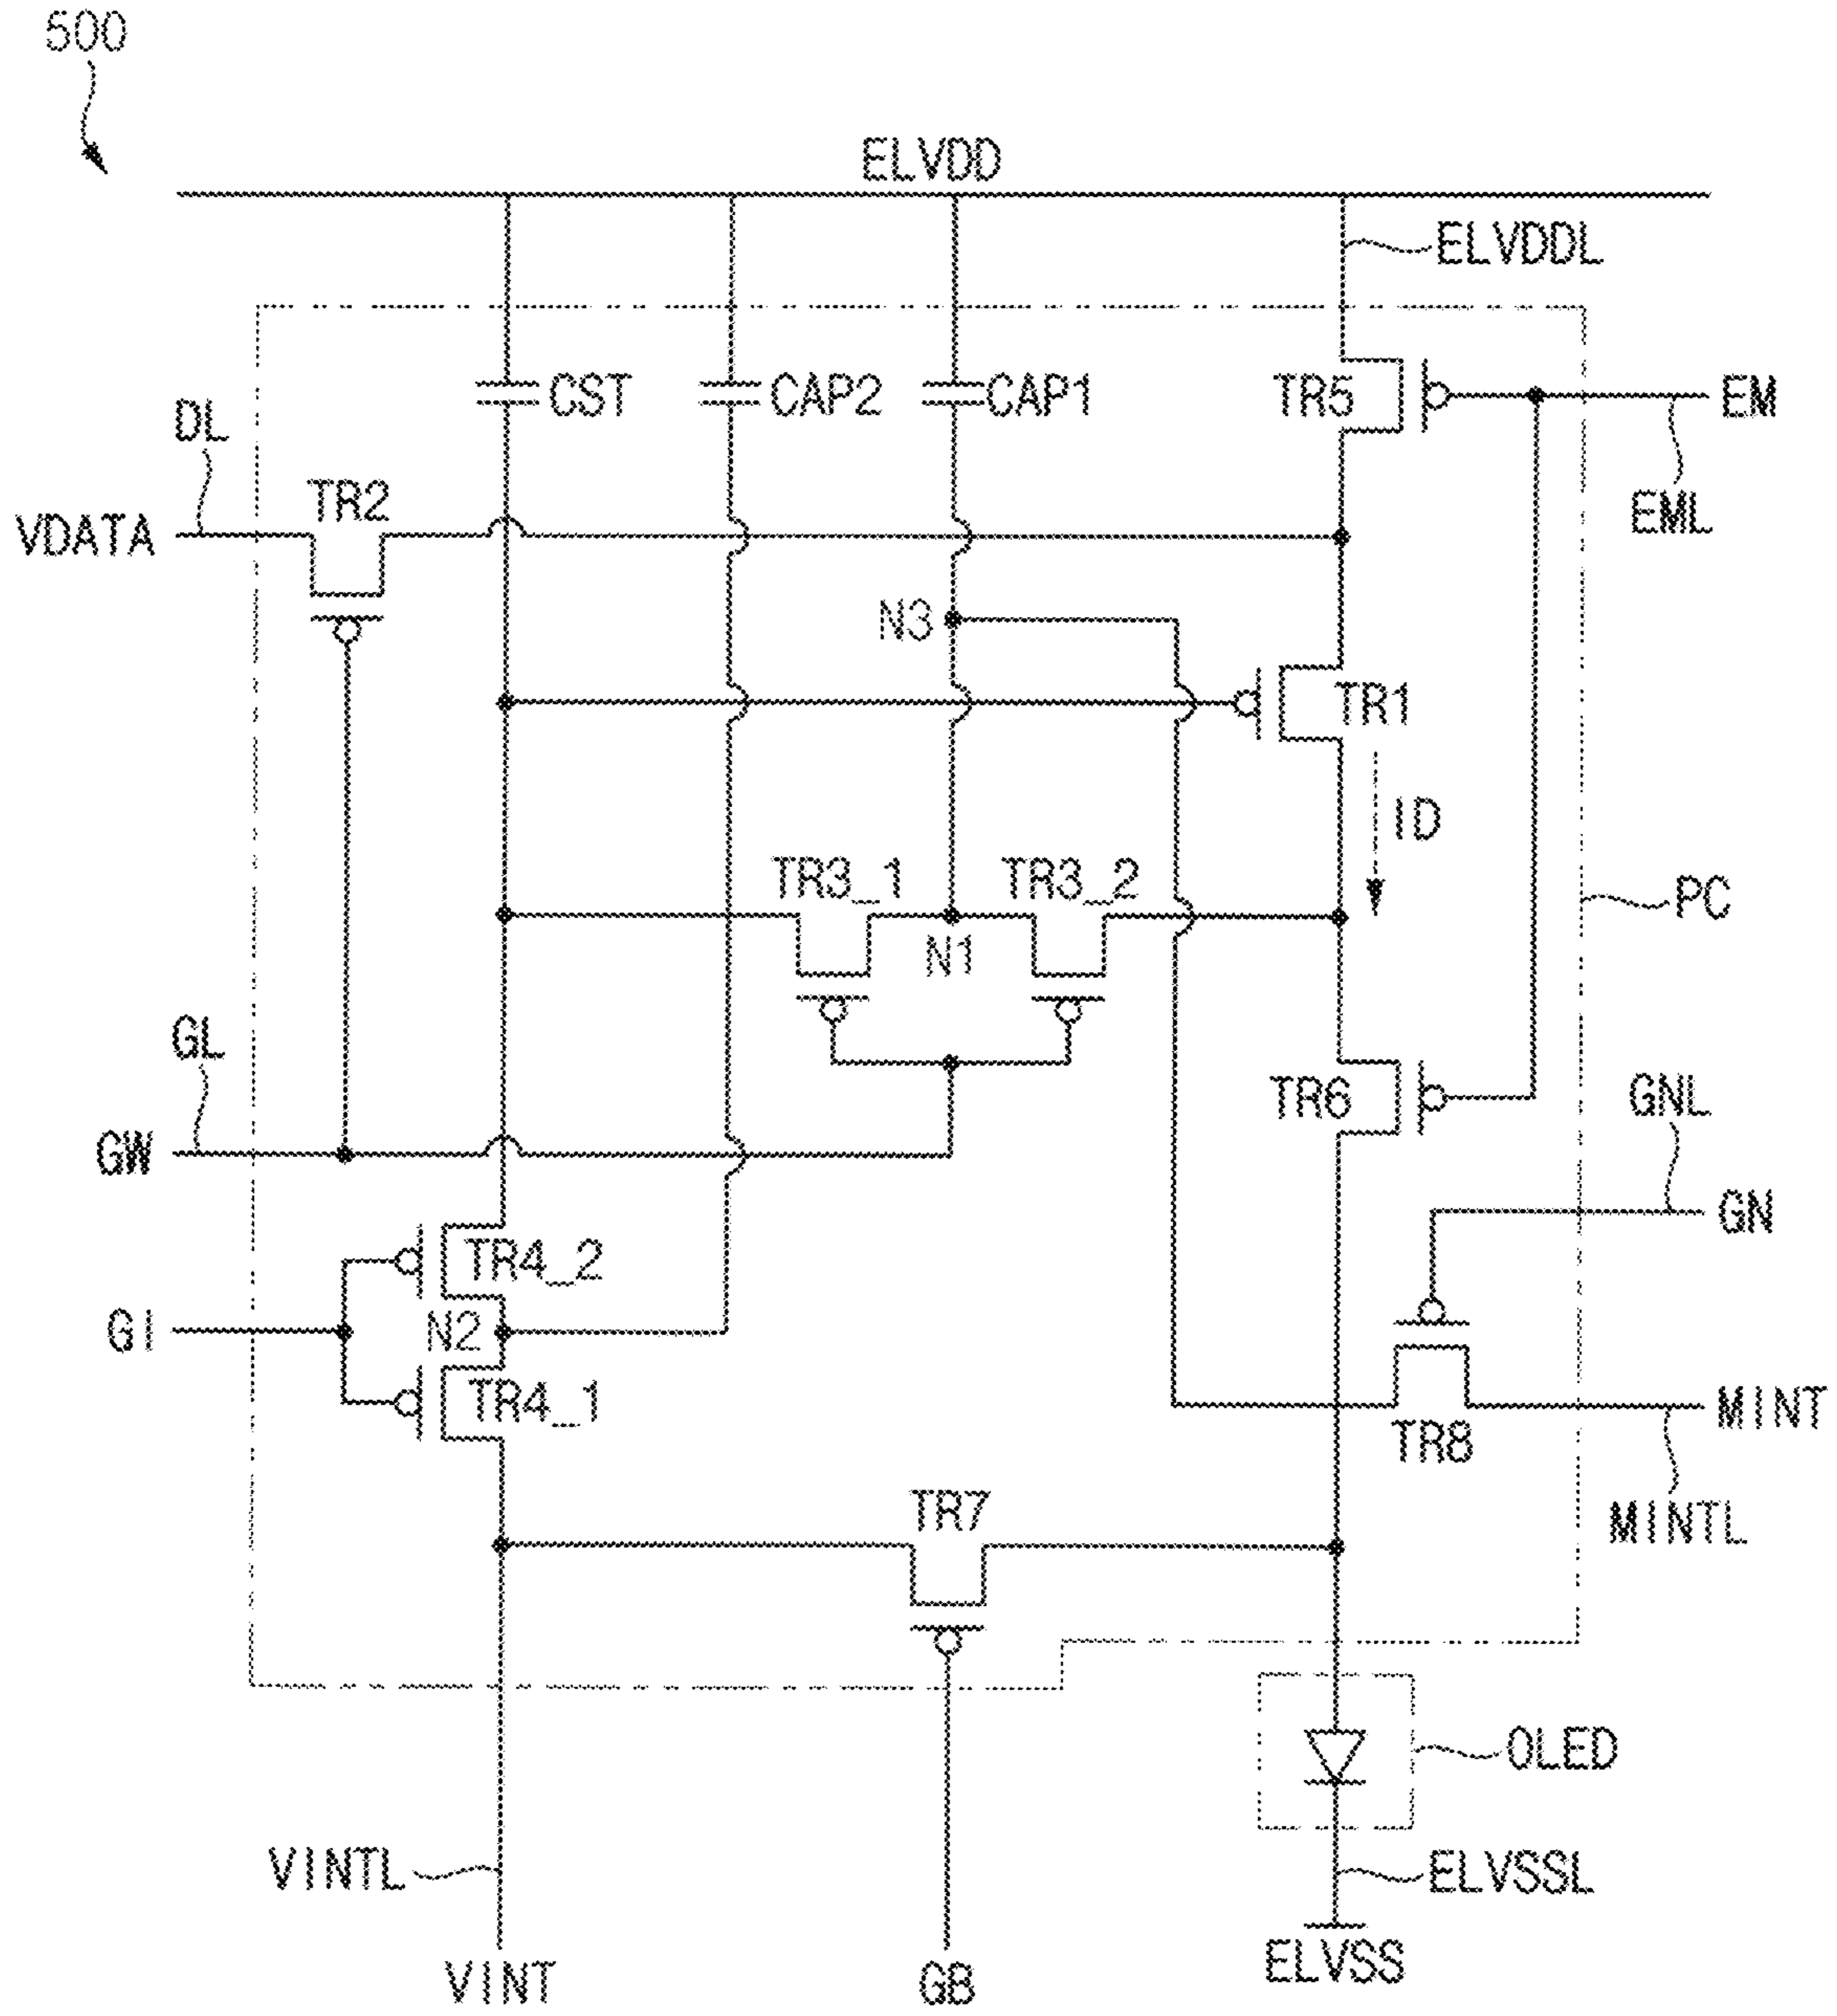 500
ELVDD
ELVDDL
CST
CAP2
CAP1
TR5
EM
DL
TR2
EML
VDATA
N3
TR1
ID
TR3_1
TR3_2
PC
N1
GL
TR6
GNL
GW
GN
TR4_2
GI
N2
TR4_1
MINT
TR8
TR7
MINTL
OLED
VINTL
ELVSSL
VINT
GB
ELVSS